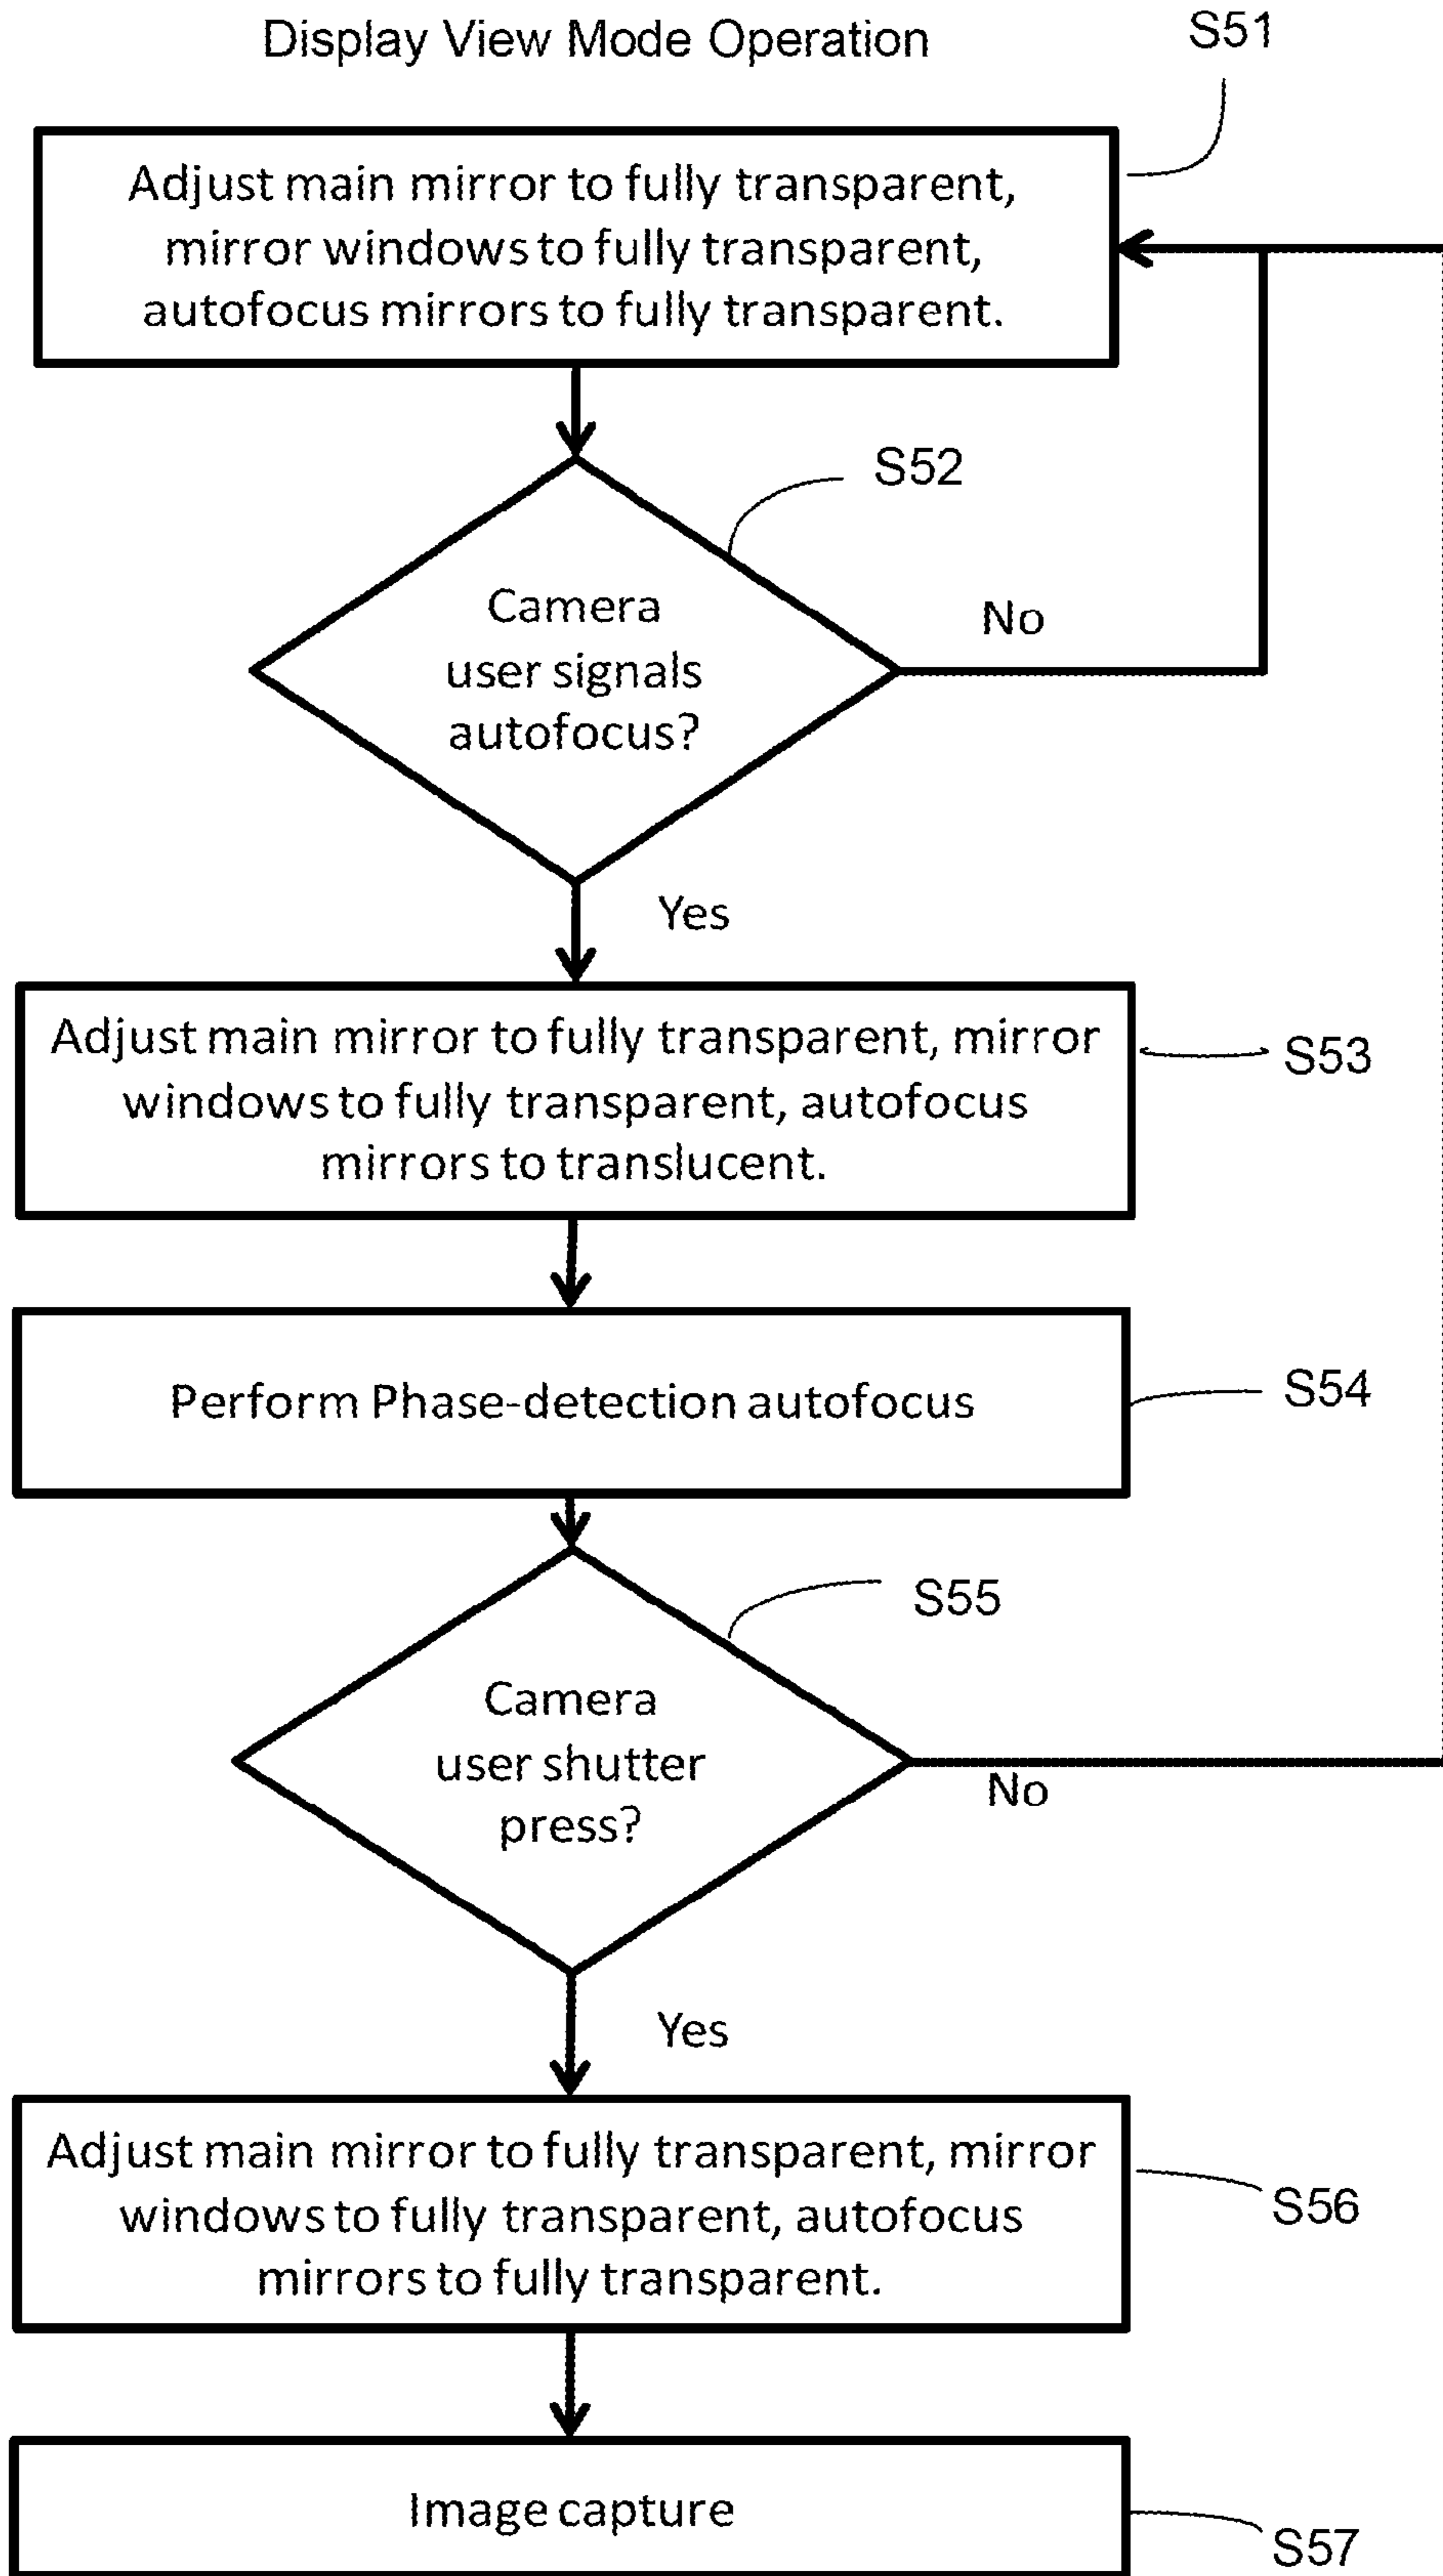 Display View Mode Operation
S51
Adjust main mirror to fully transparent,
mirror windows to fully transparent,
autofocus mirrors to fully transparent.
S52
Camera
user signals
autofocus?
No
Yes
Adjust main mirror to fully transparent, mirror
windows to fully transparent, autofocus
mirrors to translucent.
S53
Perform Phase-detection autofocus
S54
S55
Camera
user shutter
press?
No
Yes
Adjust main mirror to fully transparent, mirror
windows to fully transparent, autofocus
mirrors to fully transparent.
S56
Image capture
S57